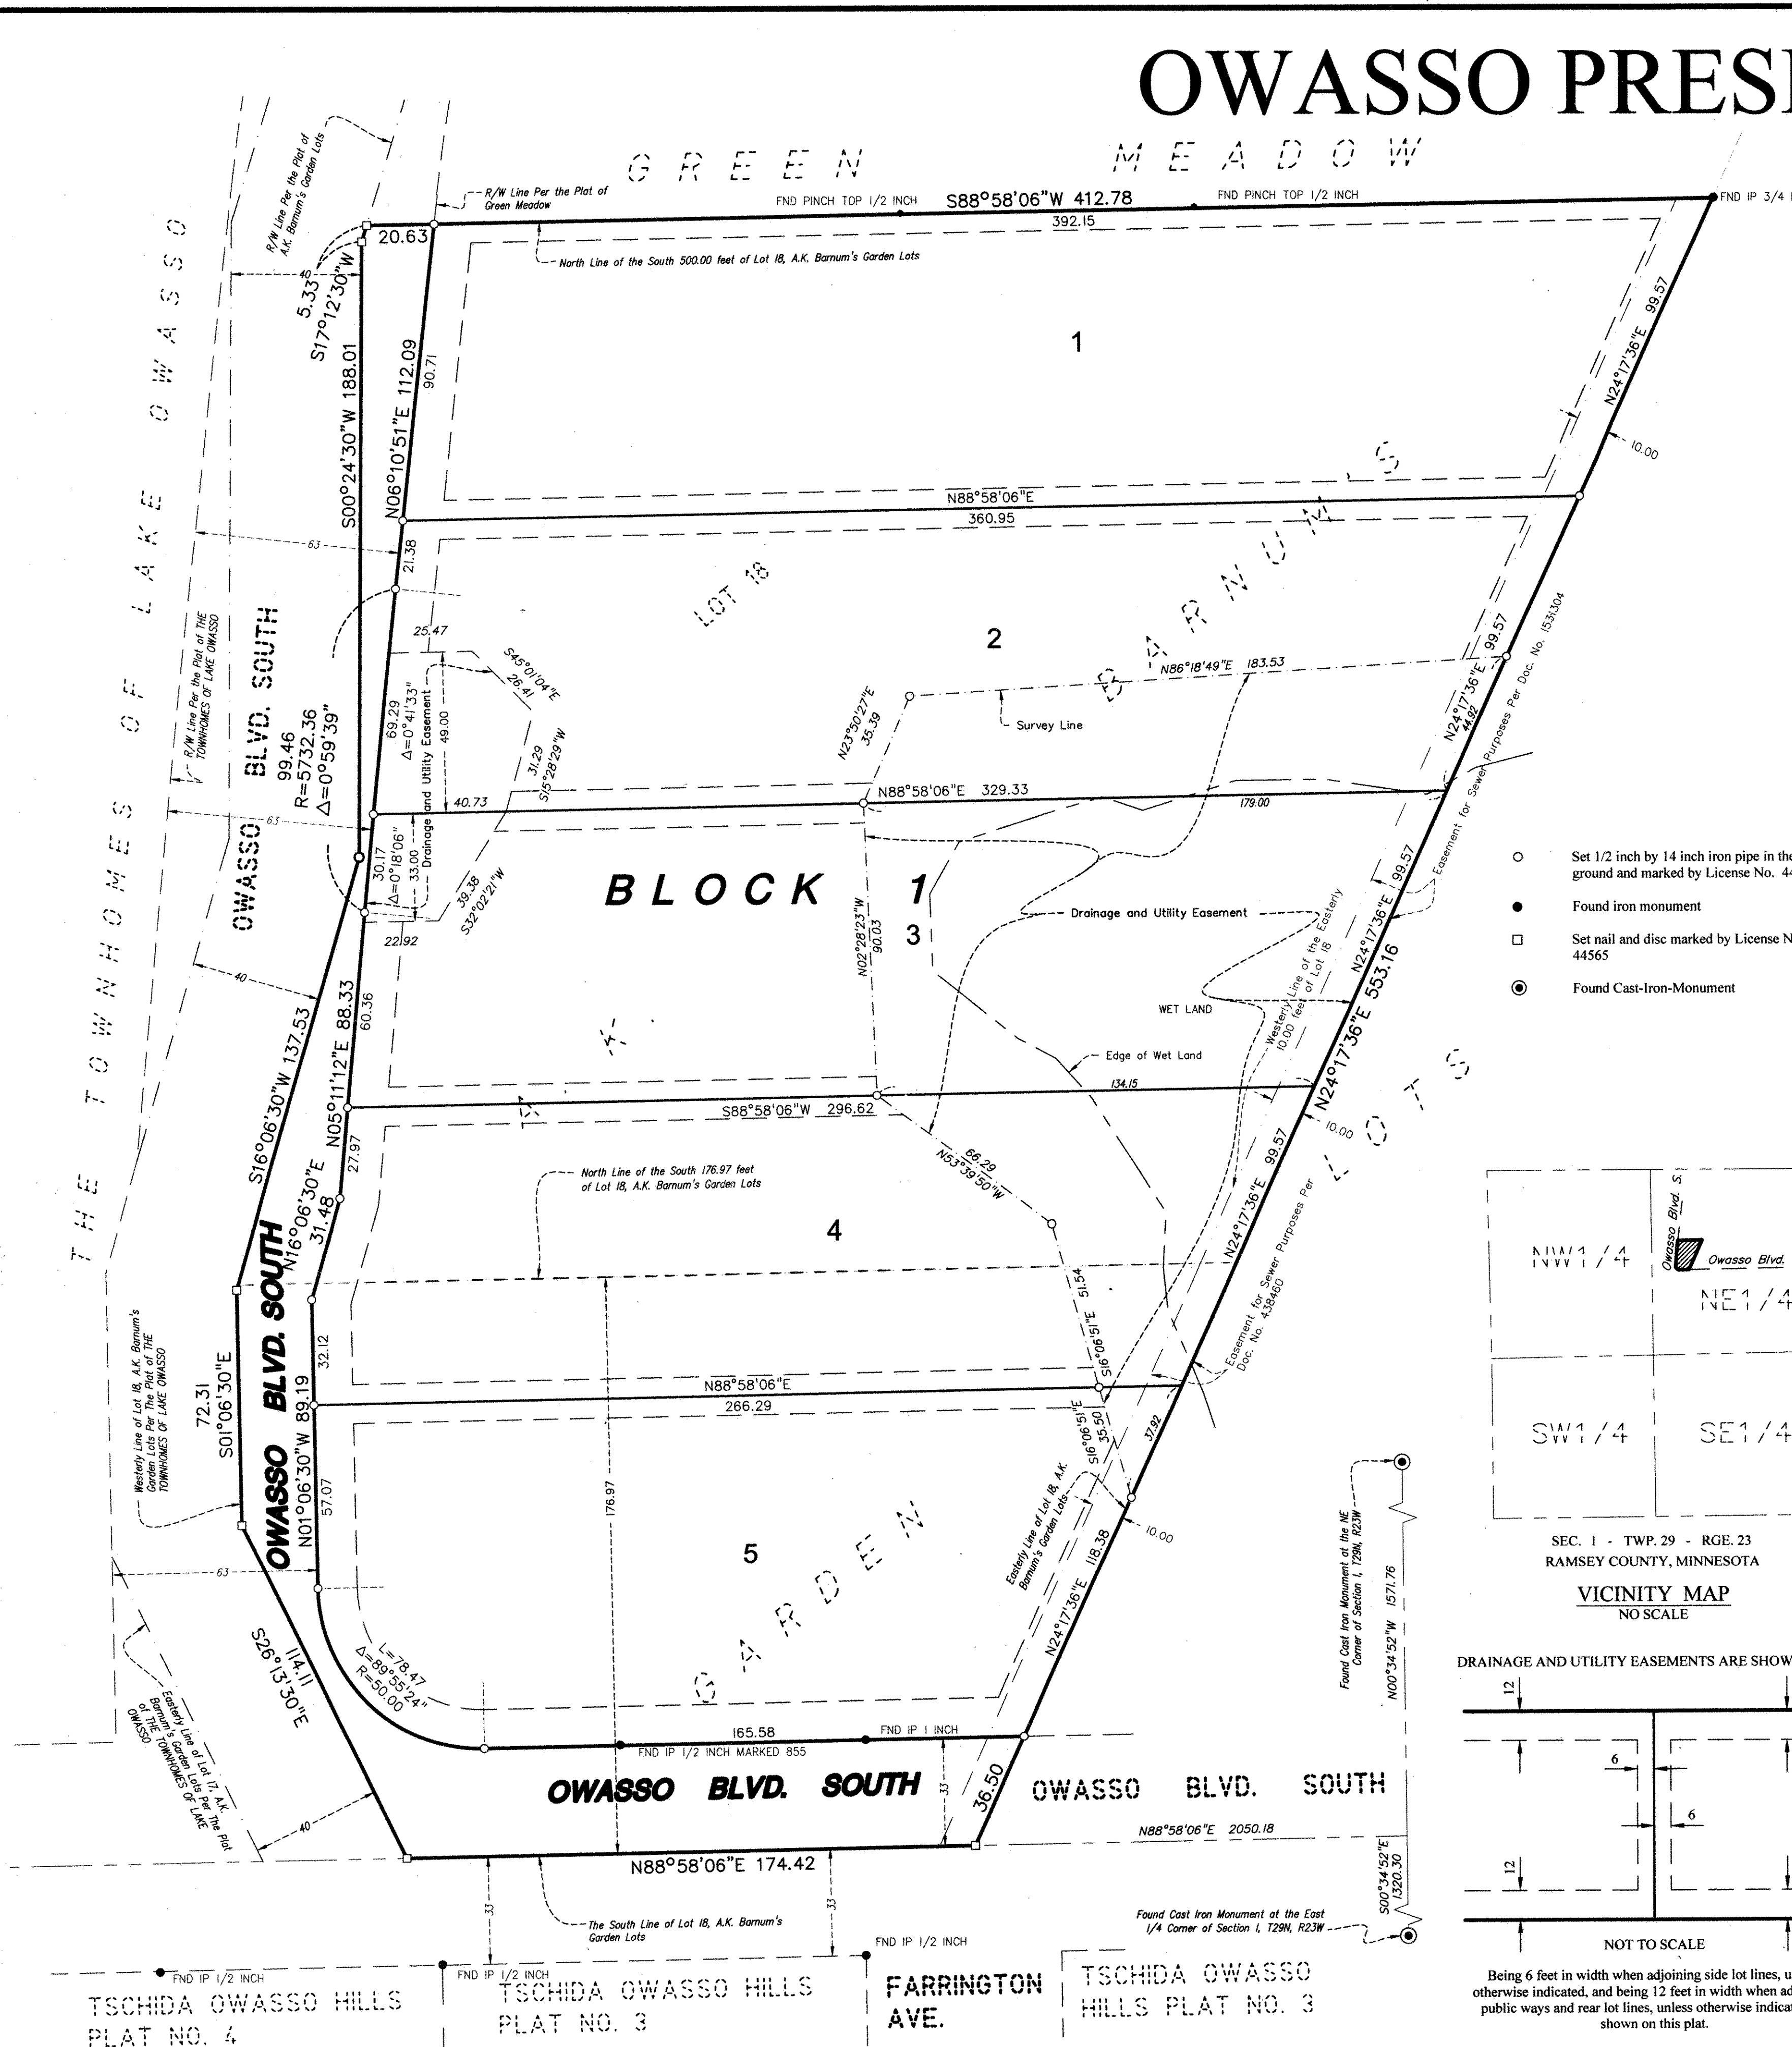 OWASSO PRES
GREEN MEADOW
R/W Line Per the Plat of
A.K. Barnum's Garden Lots
R/W Line Per the Plat of
Green Meadow
FND PINCH TOP 1/2 INCH
S88°58'06"W 412.78
FND PINCH TOP 1/2 INCH
FND IP 3/4
392.15
20.63
North Line of the South 500.00 feet of Lot 18, A.K. Barnum's Garden Lots
40
5.33
S17°12'30"W
S00°24'30"W 188.01
N06°10'51"E 112.09
90.71
1
N24°17'36"E 99.57
10.00
THE TOWNHOMES OF LAKE OWASSO
N88°58'06"E
360.95
63
21.38
LOT 18
BARNUM'S
R/W Line Per the Plat of THE
TOWNHOMES OF LAKE OWASSO
OWASSO BLVD. SOUTH
99.46
R=5732.36
Δ=0°59'39"
25.47
S45°01'04"E
26.41
69.29
Δ=0°41'33"
49.00
Drainage and Utility Easement
2
N86°18'49"E 183.53
Survey Line
N23°50'27"E
35.39
31.29
S15°28'29"W
99.57
N24°17'36"E
44.92
Easement for Sewer Purposes Per Doc. No. 1531304
40.73
N88°58'06"E 329.33
179.00
63
30.17
Δ=0°18'06"
33.00
39.38
S32°02'21"W
22.92
BLOCK 1
3
N02°28'23"W
90.03
Drainage and Utility Easement
WET LAND
Edge of Wet Land
Westerly Line of the Easterly
10.00 feet of Lot 18
N24°17'36"E 99.57
N24°17'36"E 553.16
Set 1/2 inch by 14 inch iron pipe in the
ground and marked by License No. 44
Found iron monument
Set nail and disc marked by License N
44565
Found Cast-Iron-Monument
40
S16°06'30"W 137.53
N05°11'12"E 88.33
60.36
A K
134.15
S88°58'06"W 296.62
10.00
LOTS
27.97
N16°06'30"E
31.48
North Line of the South 176.97 feet
of Lot 18, A.K. Barnum's Garden Lots
66.29
N53°39'50"W
N24°17'36"E 99.57
4
Easement for Sewer Purposes Per
Doc. No. 438460
S16°06'51"E 51.54
Owasso Blvd. S.
NW1/4
Owasso Blvd.
NE1/4
SW1/4
SE1/4
SEC. 1 - TWP. 29 - RGE. 23
RAMSEY COUNTY, MINNESOTA
VICINITY MAP
NO SCALE
Westerly Line of Lot 18, A.K. Barnum's
Garden Lots Per The Plat of THE
TOWNHOMES OF LAKE OWASSO
72.31
S01°06'30"E
OWASSO BLVD. SOUTH
N01°06'30"W 89.19
32.12
57.07
N88°58'06"E
266.29
S16°06'51"E
35.50
37.92
176.97
63
5
GARDEN
Easterly Line of Lot 18, A.K.
Barnum's Garden Lots
10.00
N24°17'36"E 118.38
Found Cast Iron Monument at the NE
Corner of Section 1, T29N, R23W
N00°34'52"W 1571.76
114.11
S26°13'30"E
L=78.47
Δ=89°55'24"
R=50.00
Easterly Line of Lot 17, A.K.
Barnum's Garden Lots Per The Plat
of THE TOWNHOMES OF LAKE
OWASSO
165.58
FND IP 1 INCH
FND IP 1/2 INCH MARKED 855
OWASSO BLVD. SOUTH
33
36.50
OWASSO BLVD. SOUTH
40
N88°58'06"E 174.42
N88°58'06"E 2050.18
S00°34'52"E
1320.30
33
33
The South Line of Lot 18, A.K. Barnum's
Garden Lots
Found Cast Iron Monument at the East
1/4 Corner of Section 1, T29N, R23W
FND IP 1/2 INCH
FND IP 1/2 INCH
FND IP 1/2 INCH
TSCHIDA OWASSO HILLS
PLAT NO. 4
TSCHIDA OWASSO HILLS
PLAT NO. 3
FARRINGTON
AVE.
TSCHIDA OWASSO
HILLS PLAT NO. 3
DRAINAGE AND UTILITY EASEMENTS ARE SHOW
12
6
6
12
NOT TO SCALE
Being 6 feet in width when adjoining side lot lines, u
otherwise indicated, and being 12 feet in width when ad
public ways and rear lot lines, unless otherwise indica
shown on this plat.